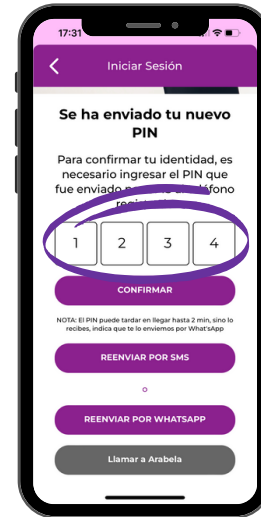 17:31
Iniciar Sesión
Se ha enviado tu nuevo
PIN
Para confirmar tu identidad, es
necesario ingresar el PIN que
fue enviado
1 2 3 4
CONFIRMAR
NOTA: El PIN puede tardar en llegar hasta 2 min, sino lo
recibes, indica que te lo enviemos por What'sApp
REENVIAR POR SMS
o
REENVIAR POR WHATSAPP
Llamar a Arabela